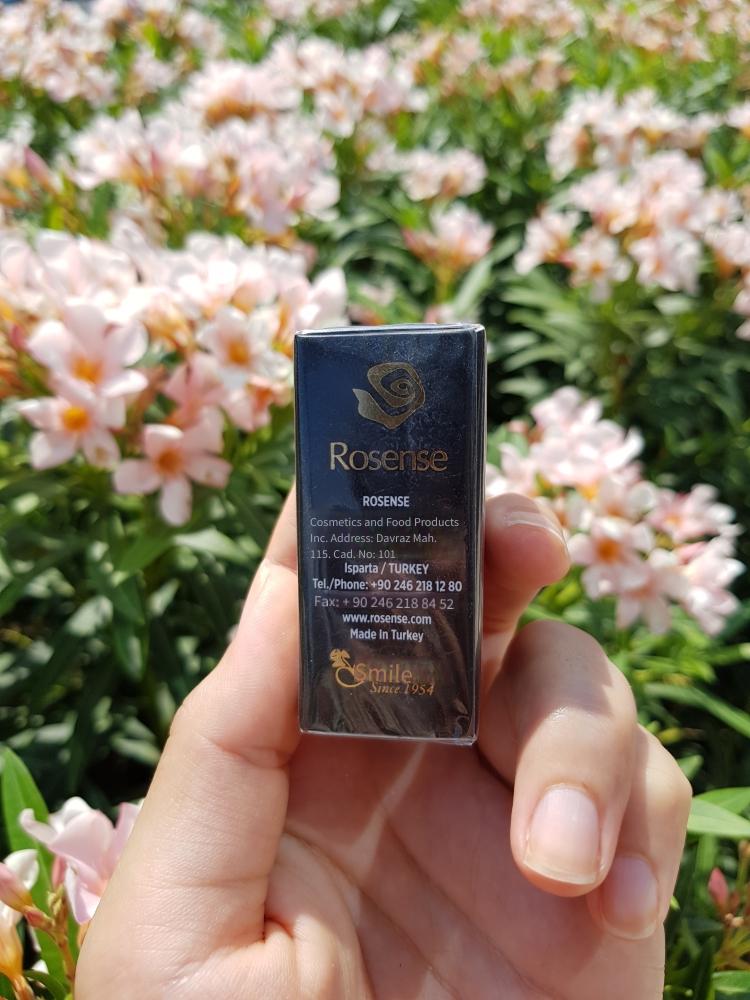 Rosense
ROSENSE
Cosmetics and Food Products
Inc. Address: Davraz Mah.
115. Cad. No: 101
Isparta / TURKEY
Tel./Phone: +90 246 218 12 80
Fax: + 90 246 218 84 52
www.rosense.com
Made In Turkey
Smile
Since 1954